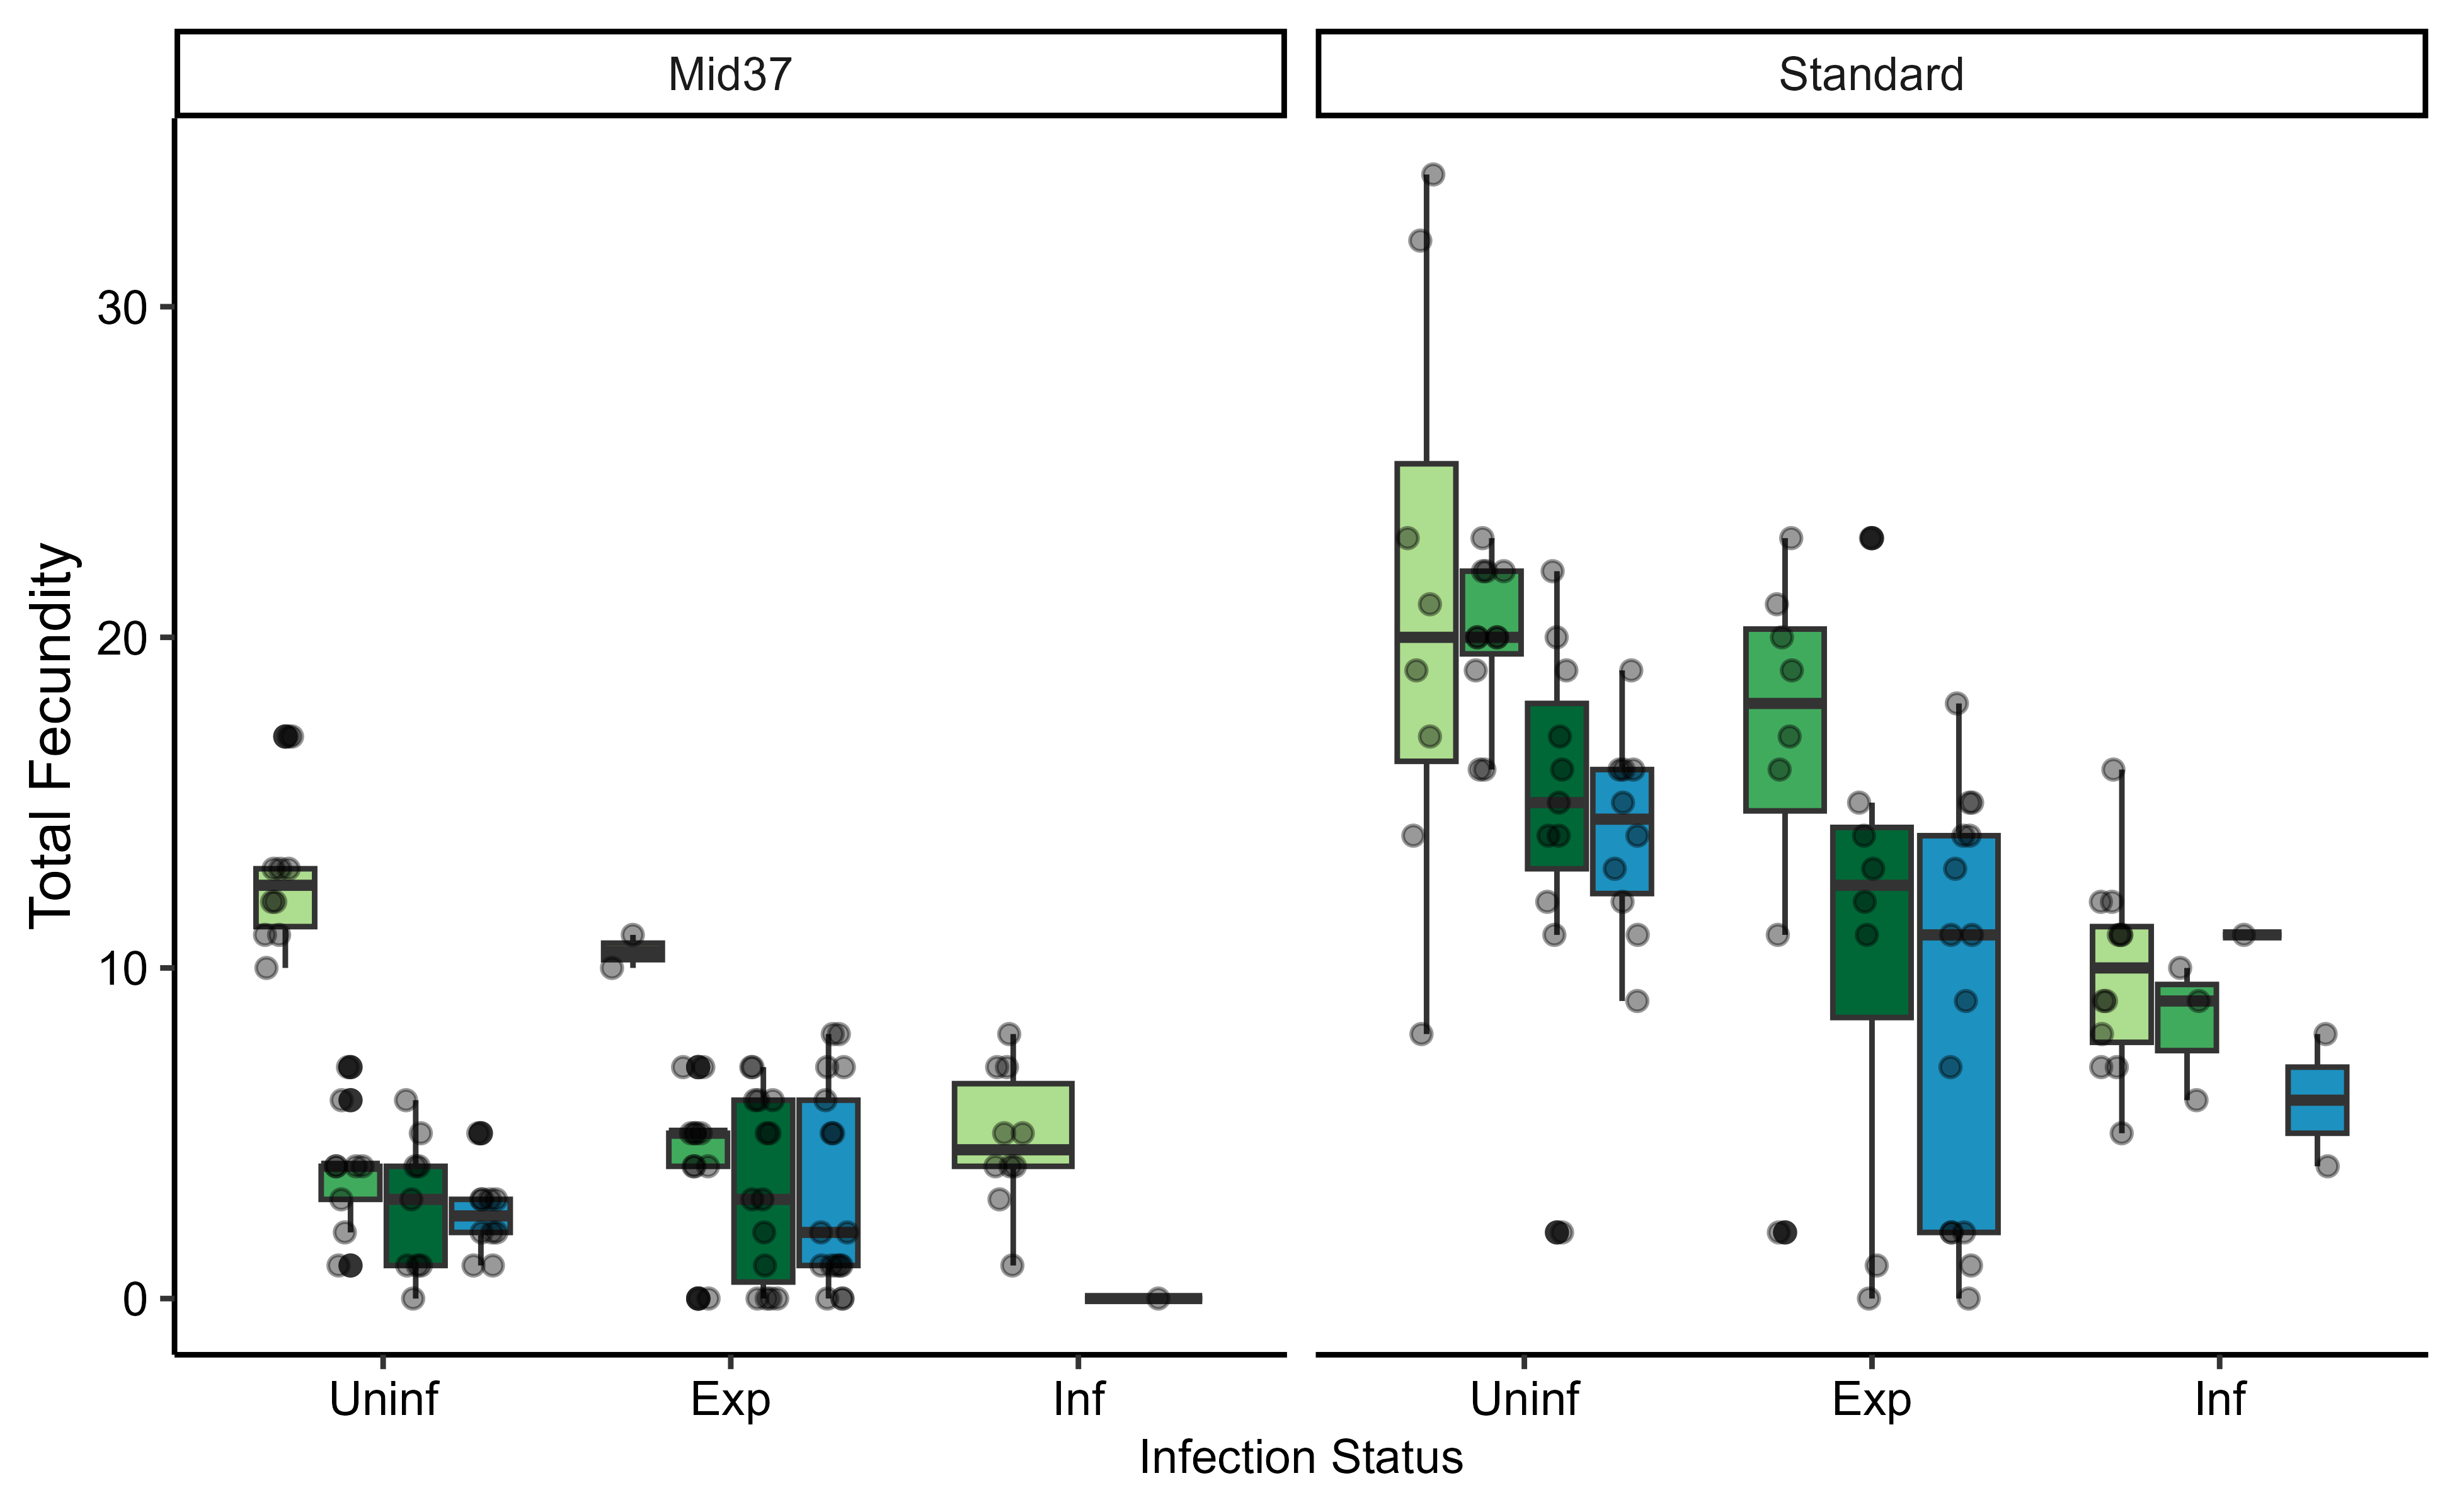 Mid37 Standard
Total Fecundity
30
20
10
0
Uninf Exp Inf Uninf Exp Inf
Infection Status